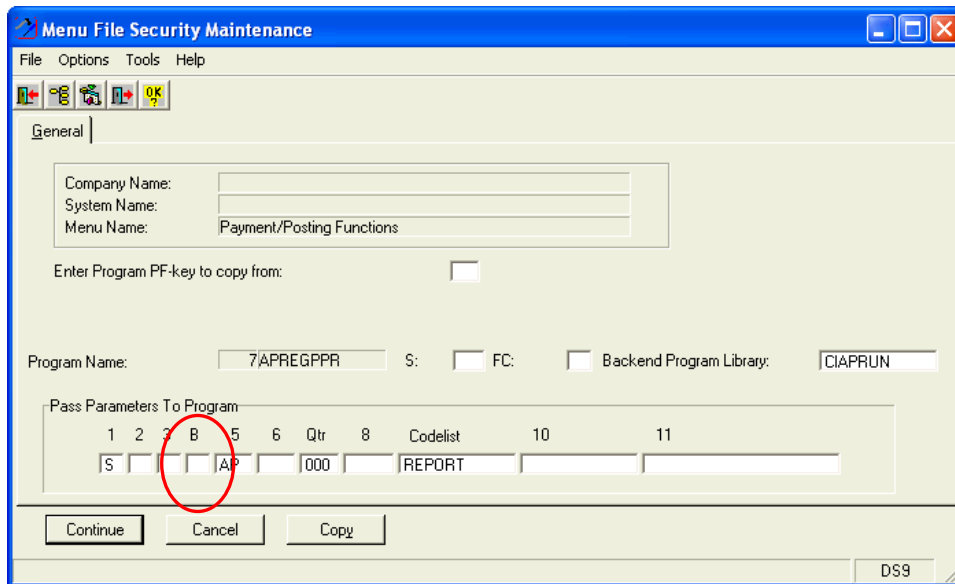 Menu File Security Maintenance
File Options Tools Help
OK ?
General
Company Name:
System Name:
Menu Name: Payment/Posting Functions
Enter Program PF-key to copy from:
Program Name: 7 APREGPPR S: FC: Backend Program Library: CIAPRUN
Pass Parameters To Program
1 2 3 B 5 6 Qtr 8 Codelist 10 11
S AP 000 REPORT
Continue Cancel Copy
DS9